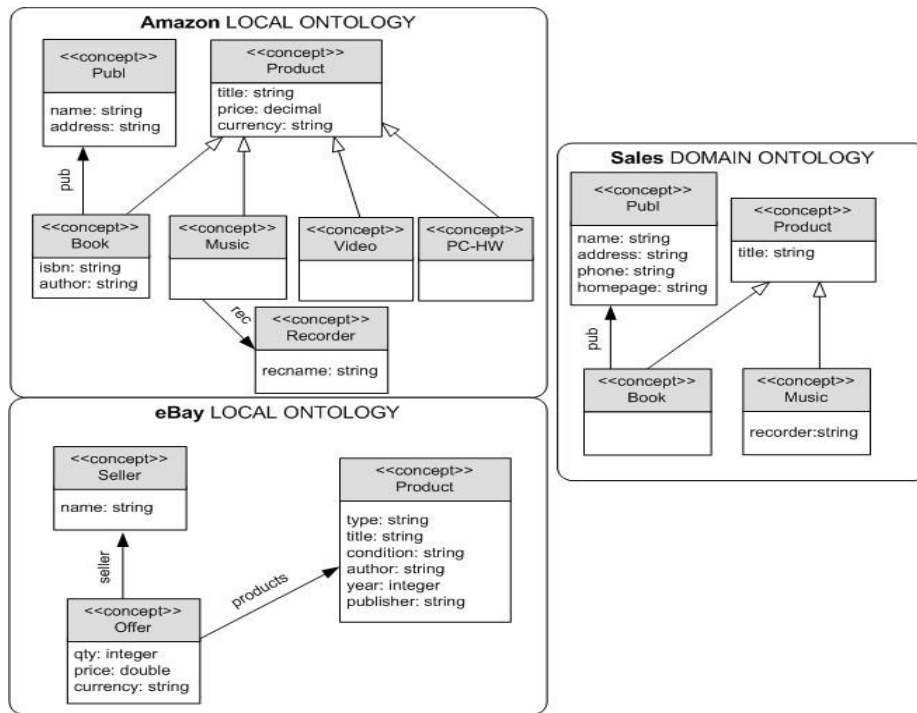 Amazon LOCAL ONTOLOGY
<<concept>>
Publ
name: string
address: string
<<concept>>
Product
title: string
price: decimal
currency: string
pub
<<concept>>
Book
isbn: string
author: string
<<concept>>
Music
<<concept>>
Video
<<concept>>
PC-HW
rec
<<concept>>
Recorder
recname: string
Sales DOMAIN ONTOLOGY
<<concept>>
Publ
name: string
address: string
phone: string
homepage: string
<<concept>>
Product
title: string
pub
<<concept>>
Book
<<concept>>
Music
recorder:string
eBay LOCAL ONTOLOGY
<<concept>>
Seller
name: string
<<concept>>
Product
type: string
title: string
condition: string
author: string
year: integer
publisher: string
seller
products
<<concept>>
Offer
qty: integer
price: double
currency: string